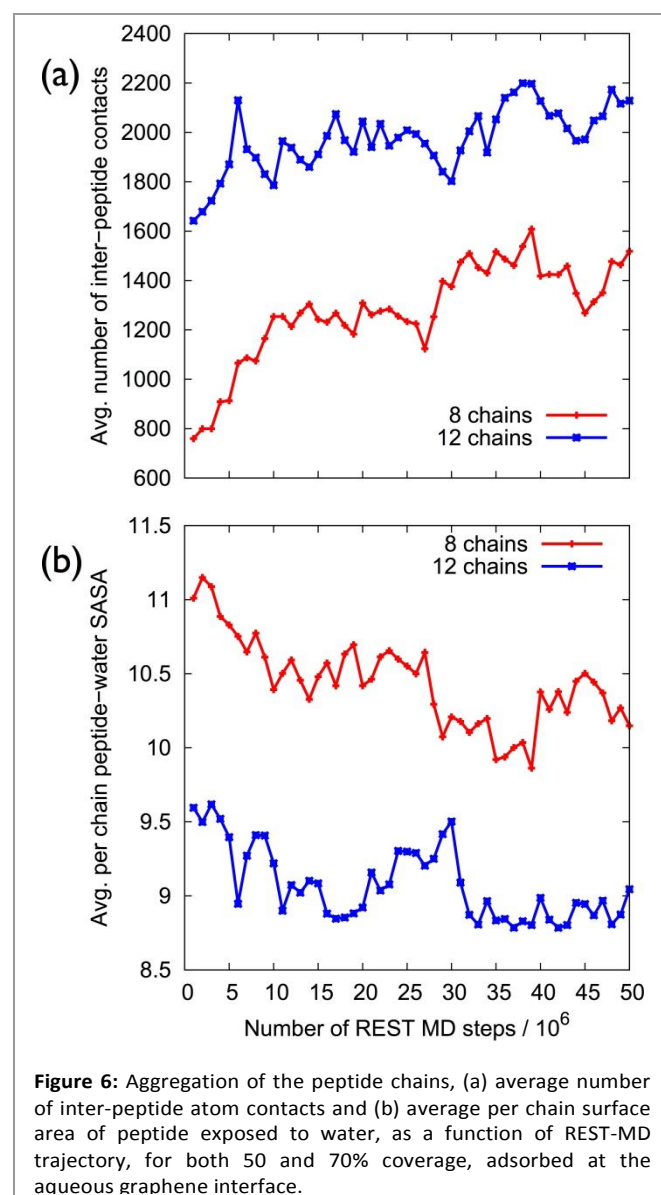 (a)
Avg. number of inter−peptide contacts
2200
2000
1800
1600
1400
1200
1000
800
600
8 chains
12 chains
(b)
Avg. per chain peptide−water SASA
11.5
11
10.5
10
9.5
9
8.5
8 chains
12 chains
0 5 10 15 20 25 30 35 40 45 50
Number of REST MD steps / 10⁶
Figure 6: Aggregation of the peptide chains, (a) average number
of inter-peptide atom contacts and (b) average per chain surface
area of peptide exposed to water, as a function of REST-MD
trajectory, for both 50 and 70% coverage, adsorbed at the
aqueous graphene interface.